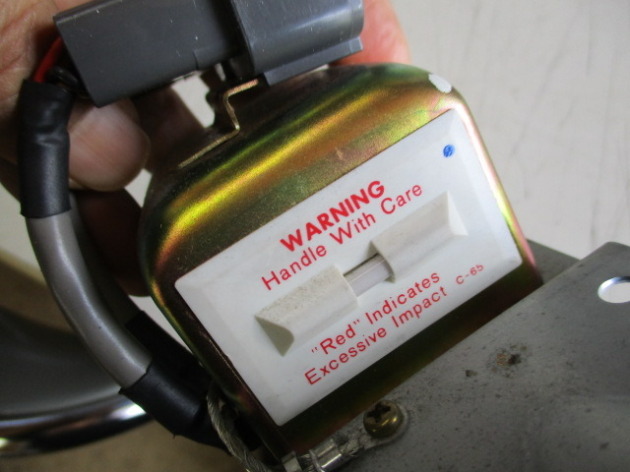 WARNING
Handle With Care
"Red" Indicates
Excessive Impact C-65